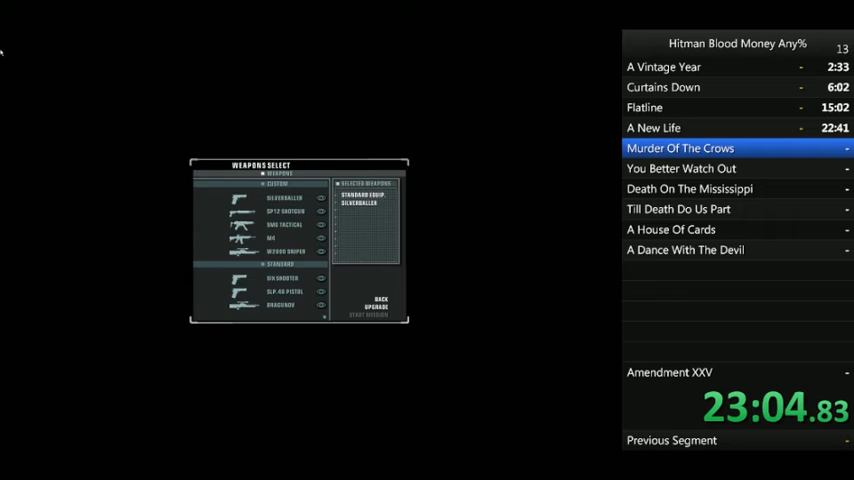 WEAPONS SELECT
WEAPONS
CUSTOM
SILVERBALLER
SP12 SHOTGUN
SMG TACTICAL
M4
W2000 SNIPER
STANDARD
SIX SHOOTER
SLP.40 PISTOL
DRAGUNOV
SELECTED WEAPONS
STANDARD EQUIP.
SILVERBALLER
BACK
UPGRADE
START MISSION
Hitman Blood Money Any% 13
A Vintage Year - 2:33
Curtains Down - 6:02
Flatline - 15:02
A New Life - 22:41
Murder Of The Crows -
You Better Watch Out -
Death On The Mississippi -
Till Death Do Us Part -
A House Of Cards -
A Dance With The Devil -
Amendment XXV -
23:04.83
Previous Segment -